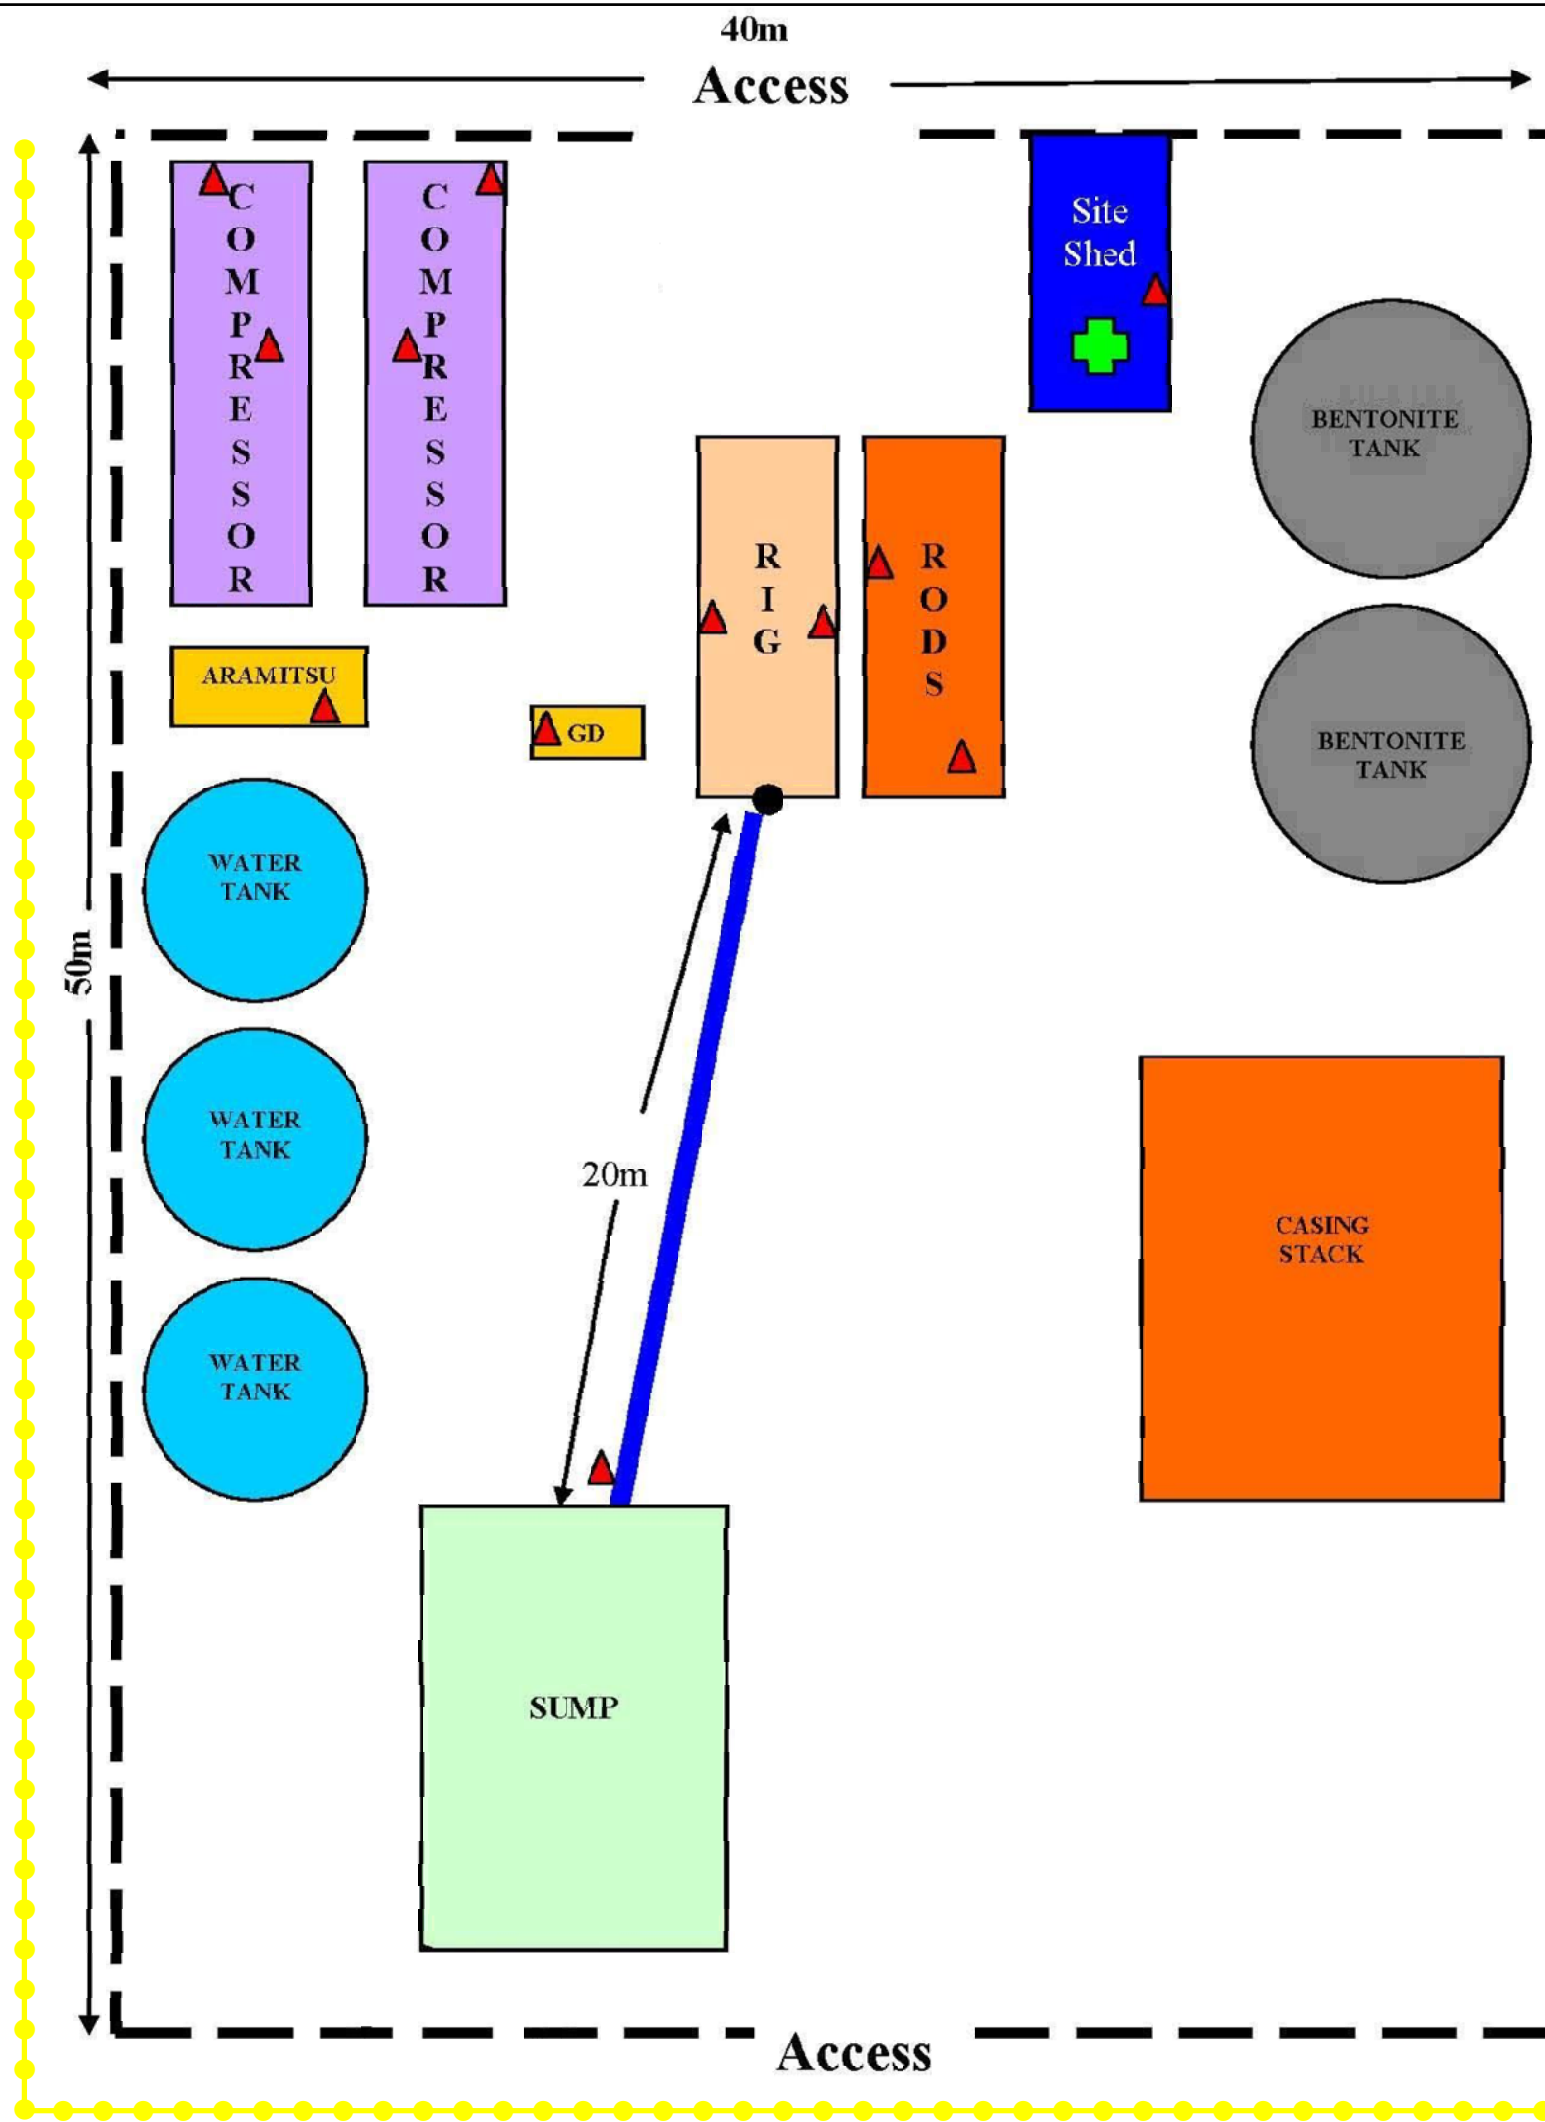 40m
Access
COMPRESSOR
COMPRESSOR
Site
Shed
BENTONITE
TANK
RIG
RODS
ARAMITSU
GD
BENTONITE
TANK
WATER
TANK
50m
WATER
TANK
20m
CASING
STACK
WATER
TANK
SUMP
Access